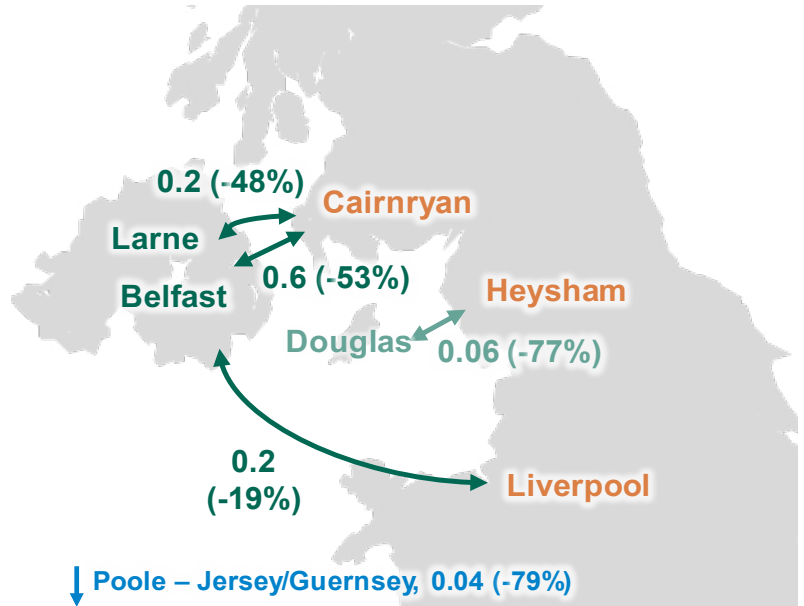 0.2 (-48%)
Cairnryan
Larne
0.6 (-53%)
Belfast
Heysham
Douglas
0.06 (-77%)
0.2
(-19%)
Liverpool
Poole – Jersey/Guernsey, 0.04 (-79%)